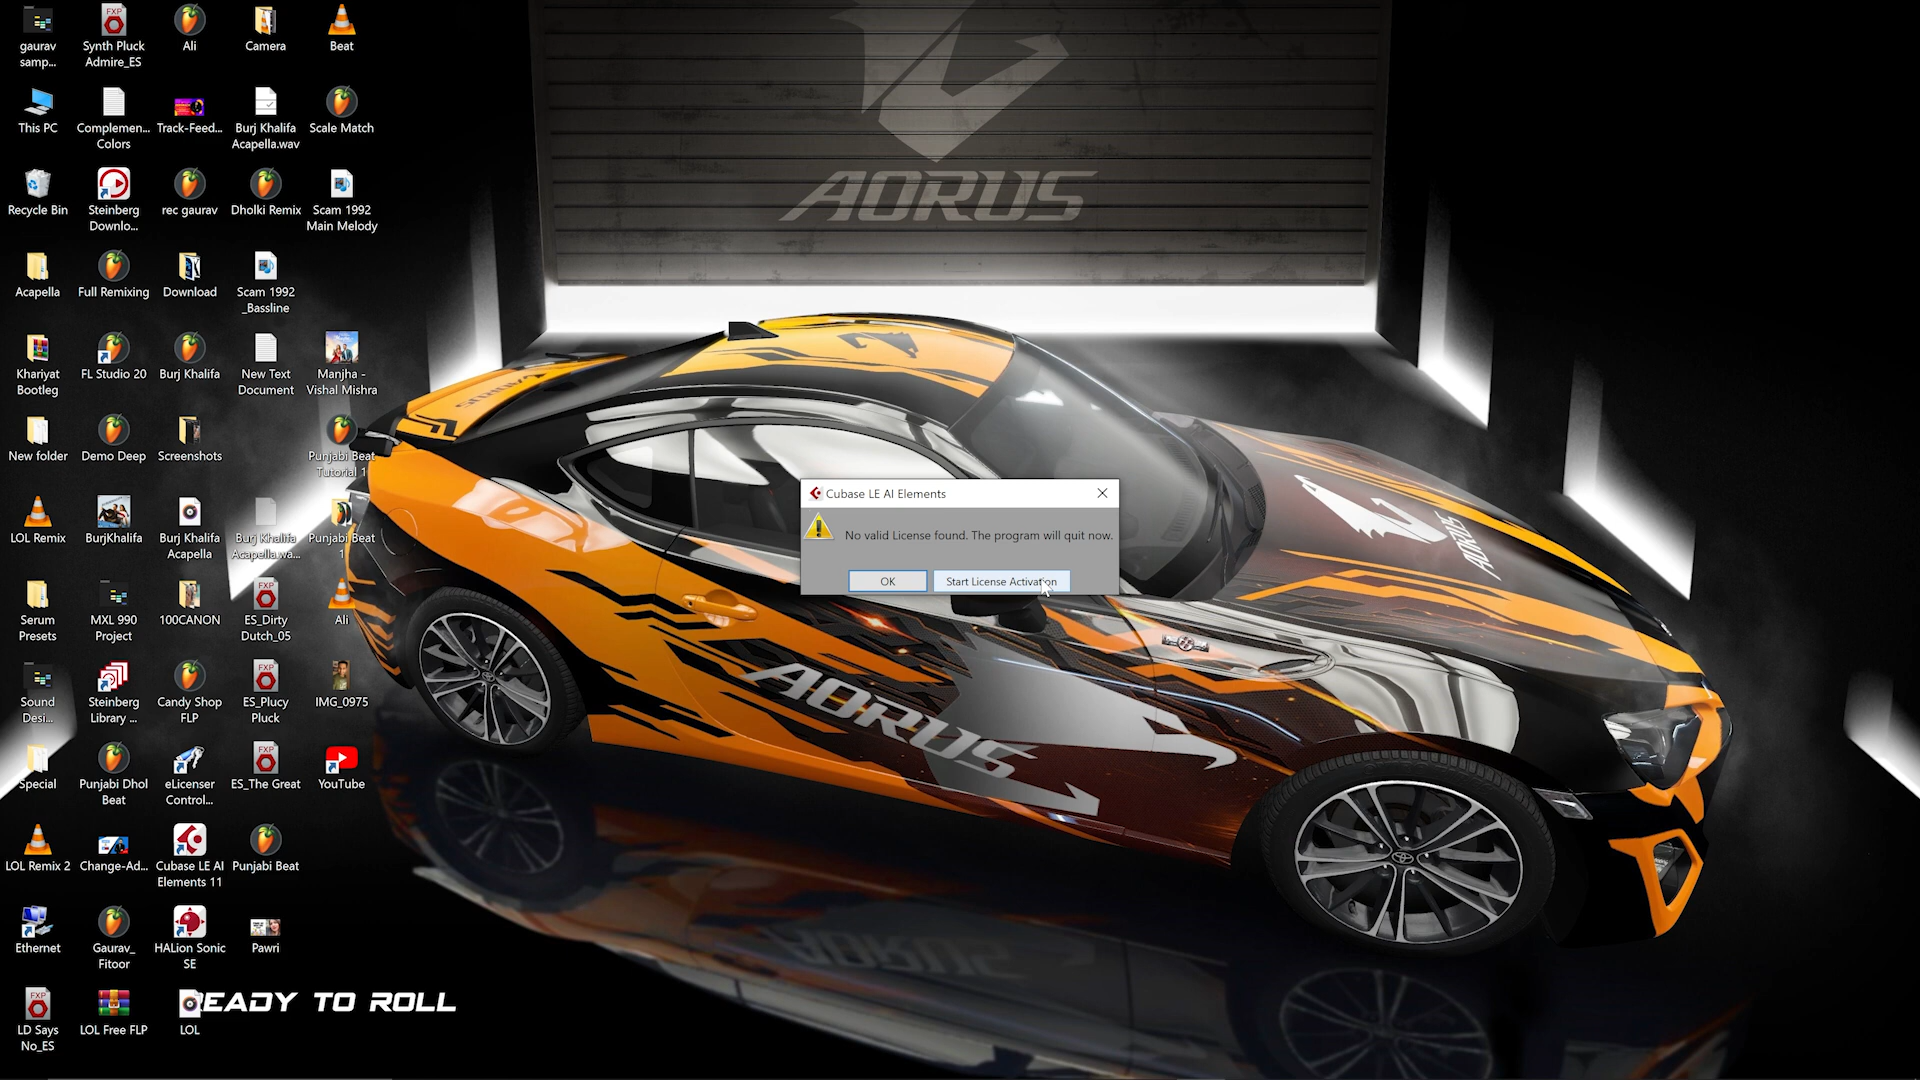 gaurav
samp...
Synth Pluck
Admire_ES
Ali
Camera
Beat
This PC
Complemen...
Colors
Track-Feed...
Burj Khalifa
Acapella.wav
Scale Match
Recycle Bin
Steinberg
Downlo...
rec gaurav
Dholki Remix
Scam 1992
Main Melody
Acapella
Full Remixing
Download
Scam 1992
_Bassline
Khariyat
Bootleg
FL Studio 20
Burj Khalifa
New Text
Document
Manjha -
Vishal Mishra
New folder
Demo Deep
Screenshots
Punjabi Beat
Tutorial 1
LOL Remix
BurjKhalifa
Burj Khalifa
Acapella
Burj Khalifa
Acapella.wa...
Punjabi Beat
1
Serum
Presets
MXL 990
Project
100CANON
ES_Dirty
Dutch_05
Ali
Sound
Desi...
Steinberg
Library ...
Candy Shop
FLP
ES_Plucy
Pluck
IMG_0975
Special
Punjabi Dhol
Beat
eLicenser
Control...
ES_The Great
YouTube
LOL Remix 2
Change-Ad...
Cubase LE AI
Elements 11
Punjabi Beat
Ethernet
Gaurav_
Fitoor
HALion Sonic
SE
Pawri
LD Says
No_ES
LOL Free FLP
LOL
READY TO ROLL
AORUS
Cubase LE AI Elements
No valid License found. The program will quit now.
OK
Start License Activation
AORUS
AORUS
FXP
FXP
FXP
FXP
FXP